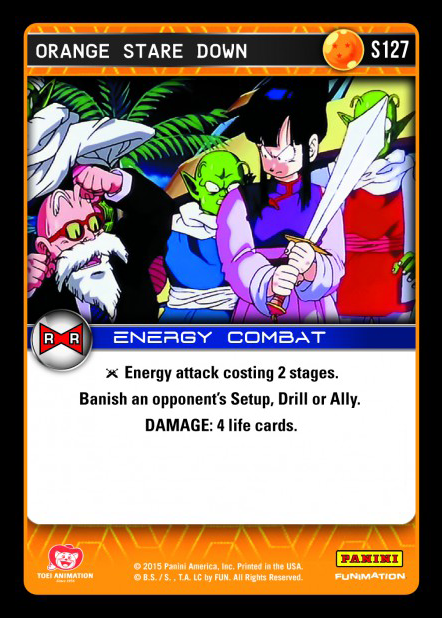 ORANGE STARE DOWN S127
R R ENERGY COMBAT
Energy attack costing 2 stages.
Banish an opponent's Setup, Drill or Ally.
DAMAGE: 4 life cards.
TOEI ANIMATION
© 2015 Panini America, Inc. Printed in the USA.
© B.S. / S. , T.A. LC by FUN. All Rights Reserved.
PANINI
FUNIMATION